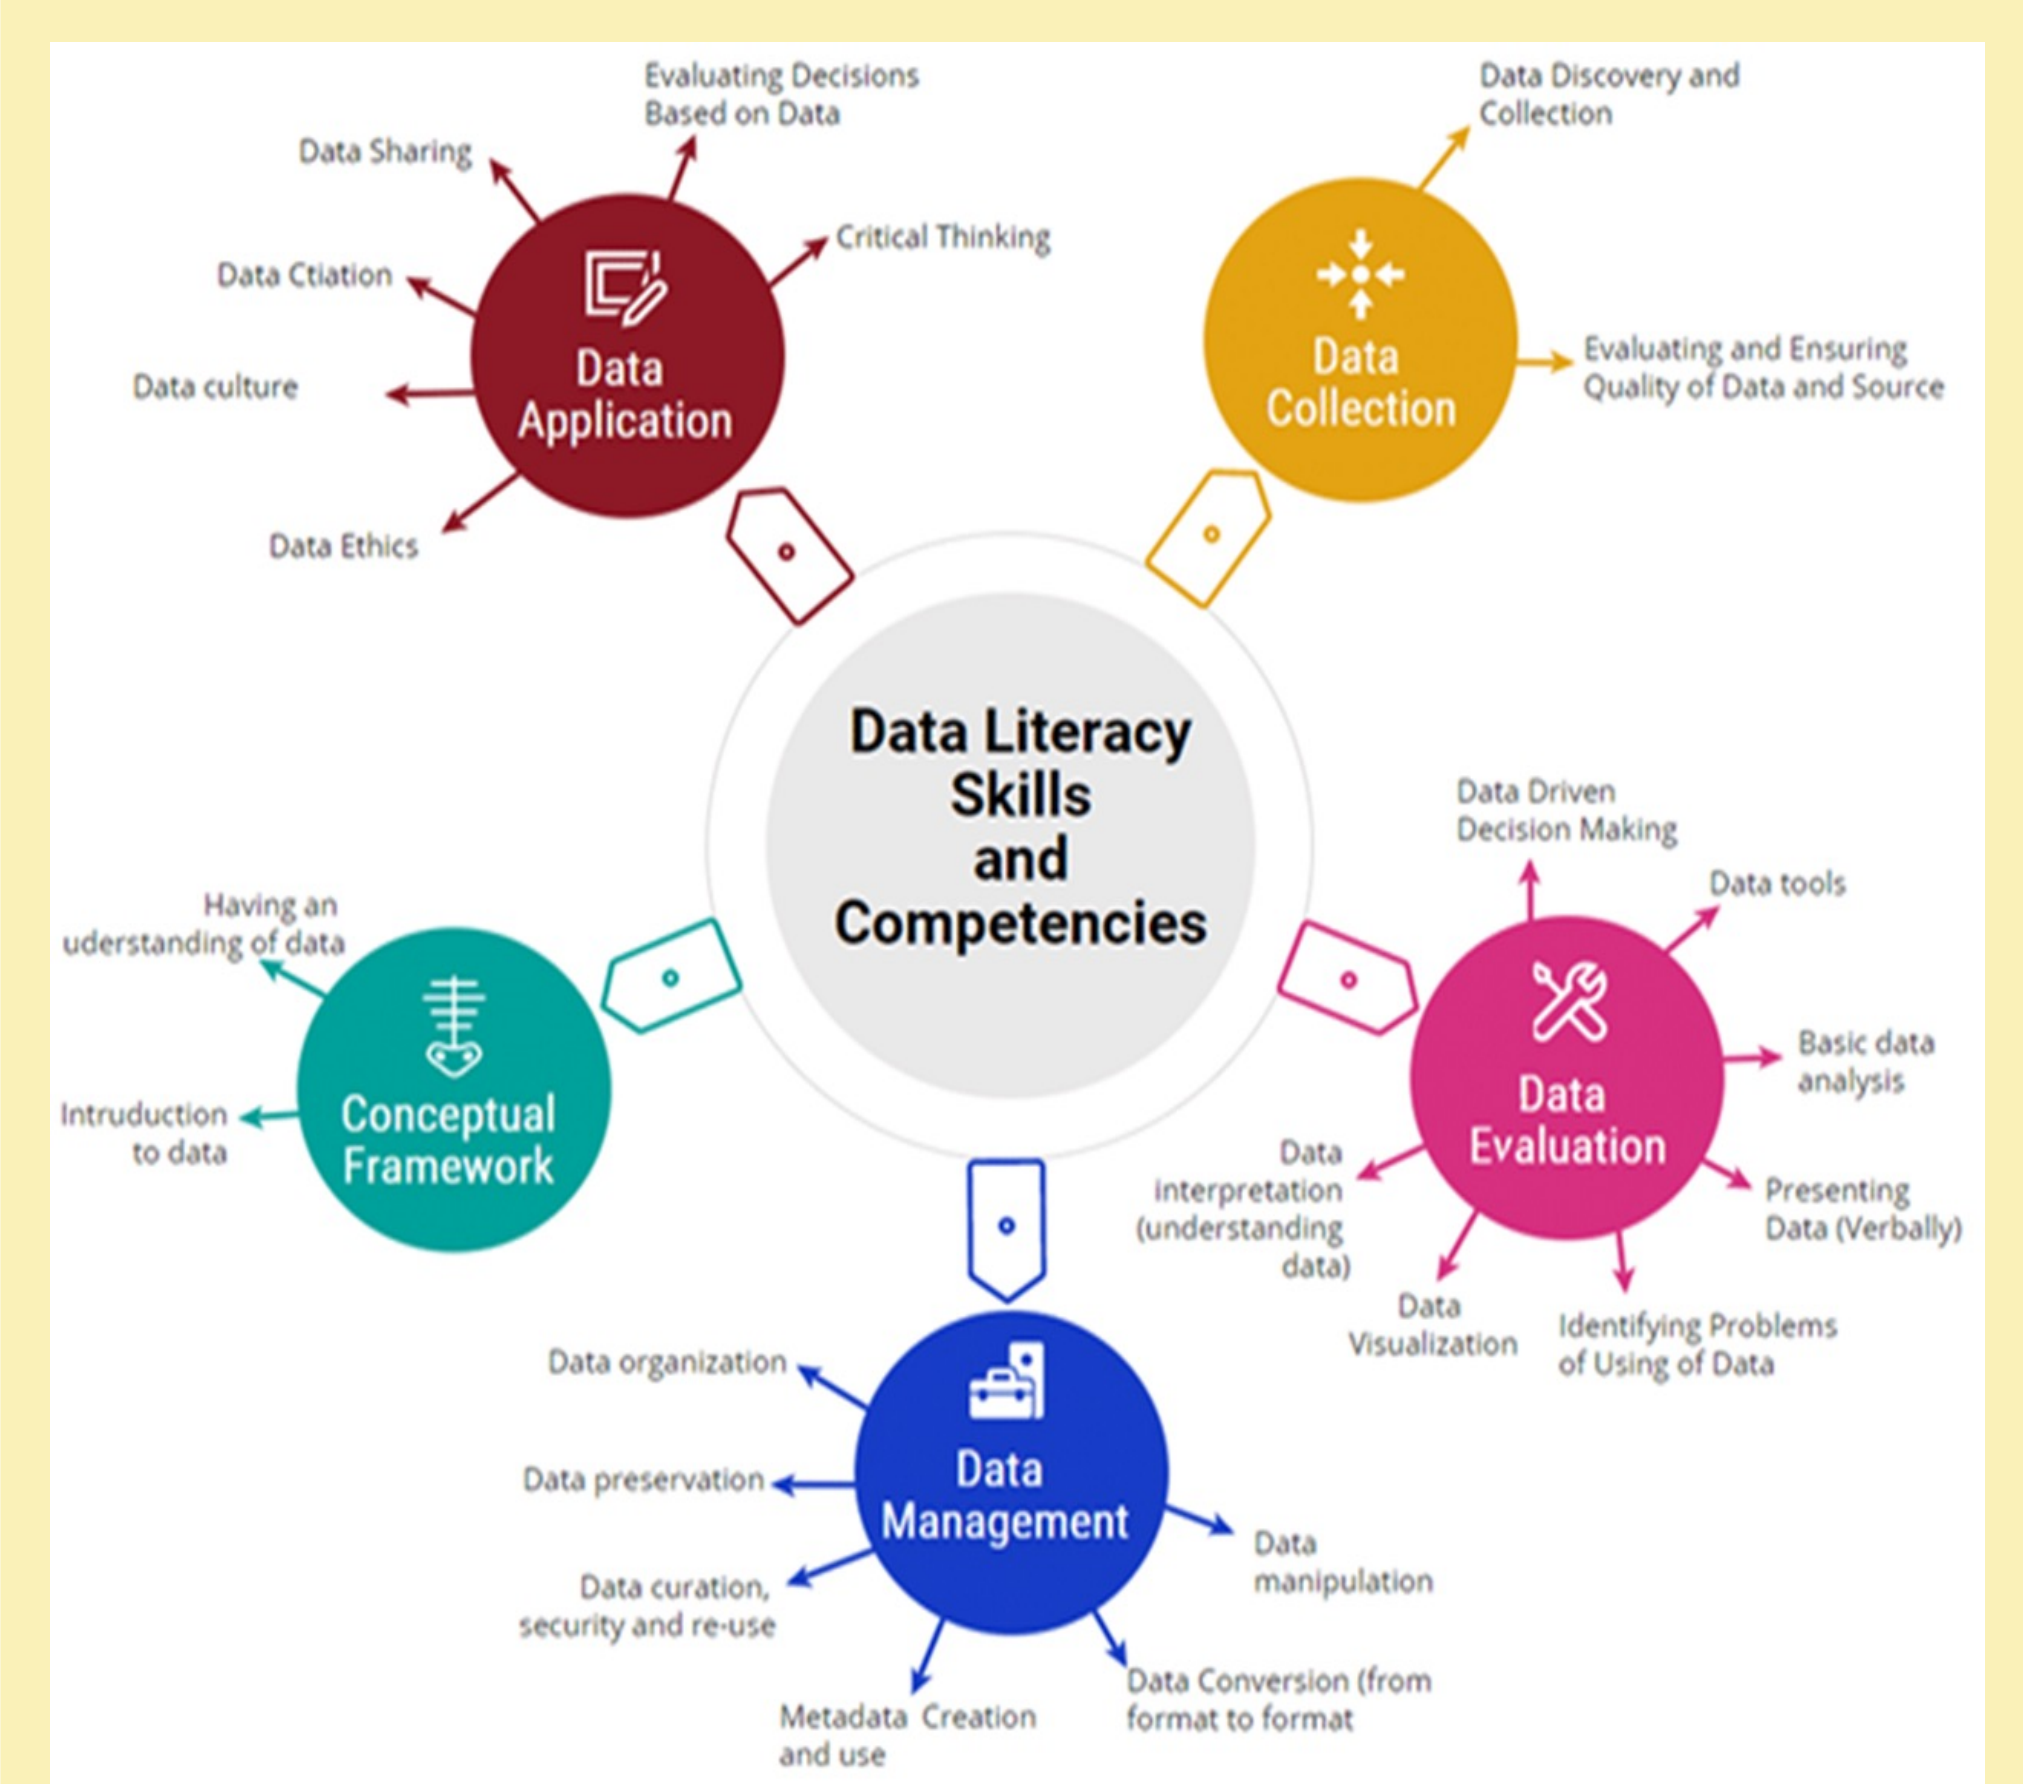 Evaluating Decisions
Based on Data
Data Sharing
Critical Thinking
Data Ctiation
Data culture
Data Ethics
Data
Application
Data Discovery and
Collection
Evaluating and Ensuring
Quality of Data and Source
Data
Collection
Data Literacy
Skills
and
Competencies
Data Driven
Decision Making
Data tools
Basic data
analysis
Presenting
Data (Verbally)
Identifying Problems
of Using of Data
Data
Visualization
Data
interpretation
(understanding
data)
Data
Evaluation
Having an
uderstanding of data
Intruduction
to data
Conceptual
Framework
Data organization
Data preservation
Data curation,
security and re-use
Metadata Creation
and use
Data Conversion (from
format to format
Data
manipulation
Data
Management